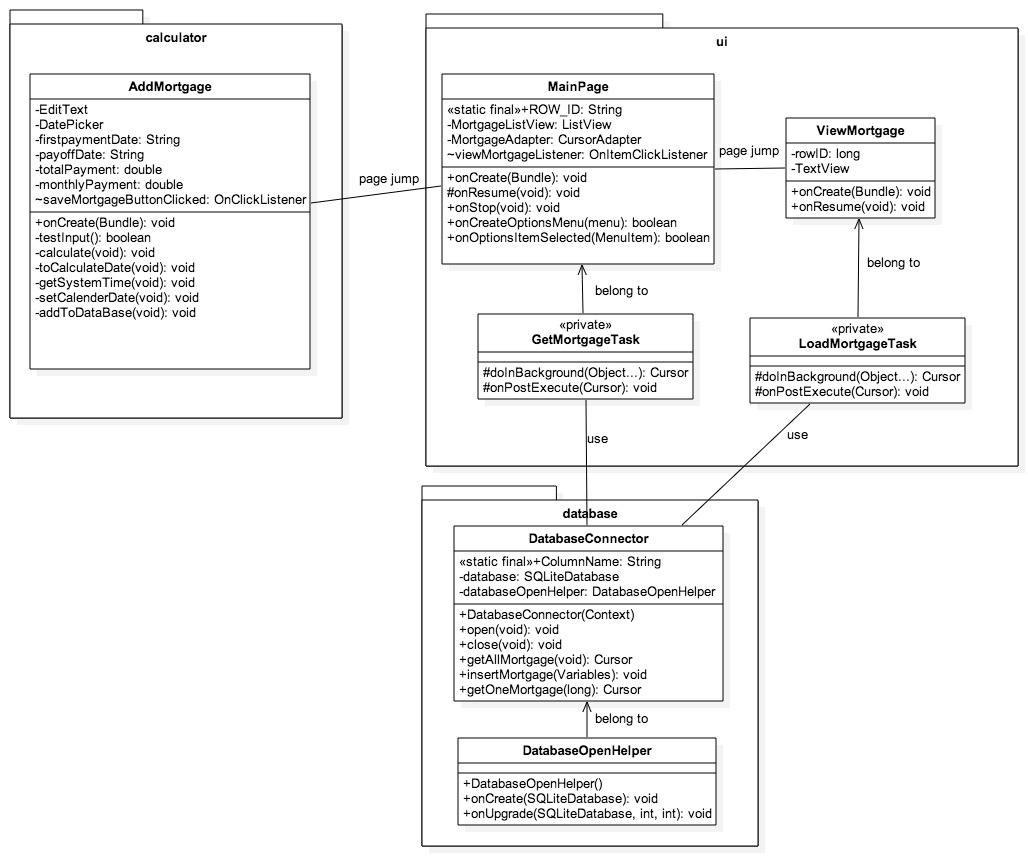 calculator
AddMortgage
-EditText
-DatePicker
-firstpaymentDate: String
-payoffDate: String
-totalPayment: double
-monthlyPayment: double
~saveMortgageButtonClicked: OnClickListener
+onCreate(Bundle): void
-testInput(): boolean
-calculate(void): void
-toCalculateDate(void): void
-getSystemTime(void): void
-setCalenderDate(void): void
-addToDataBase(void): void
page jump
ui
MainPage
«static final»+ROW_ID: String
-MortgageListView: ListView
-MortgageAdapter: CursorAdapter
~viewMortgageListener: OnItemClickListener
+onCreate(Bundle): void
#onResume(void): void
+onStop(void): void
+onCreateOptionsMenu(menu): boolean
+onOptionsItemSelected(MenuItem): boolean
page jump
ViewMortgage
-rowID: long
-TextView
+onCreate(Bundle): void
+onResume(void): void
belong to
belong to
«private»
GetMortgageTask
#doInBackground(Object...): Cursor
#onPostExecute(Cursor): void
«private»
LoadMortgageTask
#doInBackground(Object...): Cursor
#onPostExecute(Cursor): void
use
use
database
DatabaseConnector
«static final»+ColumnName: String
-database: SQLiteDatabase
-databaseOpenHelper: DatabaseOpenHelper
+DatabaseConnector(Context)
+open(void): void
+close(void): void
+getAllMortgage(void): Cursor
+insertMortgage(Variables): void
+getOneMortgage(long): Cursor
belong to
DatabaseOpenHelper
+DatabaseOpenHelper()
+onCreate(SQLiteDatabase): void
+onUpgrade(SQLiteDatabase, int, int): void